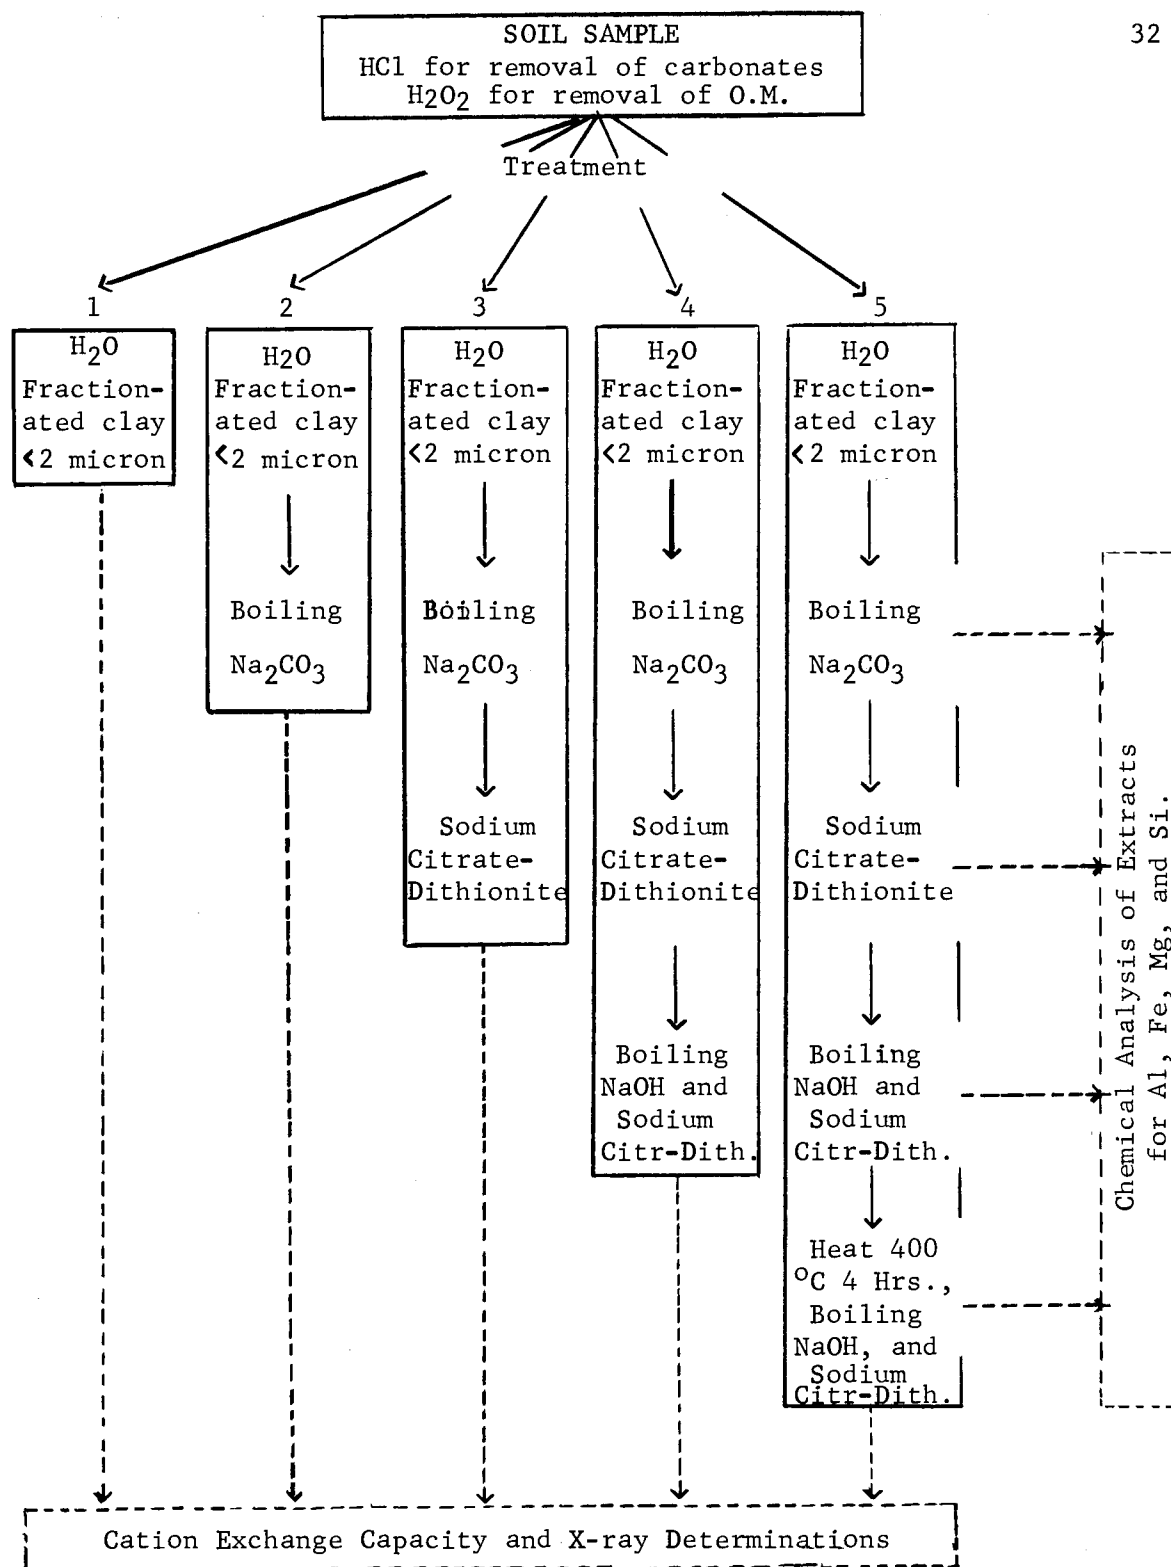 32
SOIL SAMPLE
HCl for removal of carbonates
H2O2 for removal of O.M.
Treatment
1
H2O
Fraction-
ated clay
<2 micron
2
H2O
Fraction-
ated clay
<2 micron
Boiling
Na2CO3
3
H2O
Fraction-
ated clay
<2 micron
Boiling
Na2CO3
Sodium
Citrate-
Dithionite
4
H2O
Fraction-
ated clay
<2 micron
Boiling
Na2CO3
Sodium
Citrate-
Dithionite
Boiling
NaOH and
Sodium
Citr-Dith.
5
H2O
Fraction-
ated clay
<2 micron
Boiling
Na2CO3
Sodium
Citrate-
Dithionite
Boiling
NaOH and
Sodium
Citr-Dith.
Heat 400
°C 4 Hrs.,
Boiling
NaOH, and
Sodium
Citr-Dith.
Chemical Analysis of Extracts
for Al, Fe, Mg, and Si.
Cation Exchange Capacity and X-ray Determinations